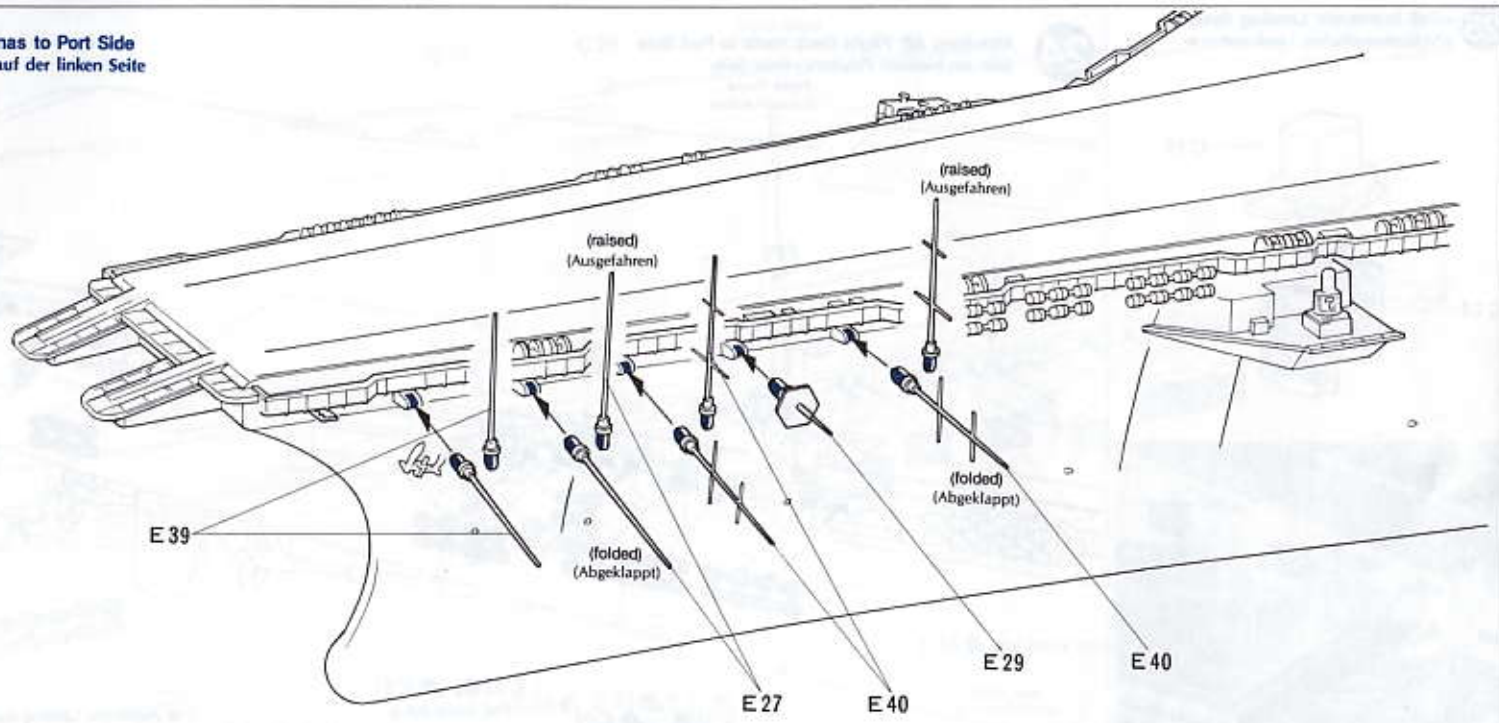 nas to Port Side
auf der linken Seite
(raised)
(Ausgefahren)
(raised)
(Ausgefahren)
(folded)
(Abgeklappt)
E 39
(folded)
(Abgeklappt)
E 29
E 40
E 27
E 40